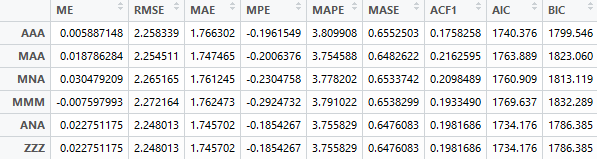 ME RMSE MAE MPE MAPE MASE ACF1 AIC BIC
AAA 0.005887148 2.258339 1.766302 -0.1961549 3.809908 0.6552503 0.1758258 1740.376 1799.546
MAA 0.018786284 2.254511 1.747465 -0.2006376 3.754588 0.6482622 0.2162595 1763.889 1823.060
MNA 0.030479209 2.265165 1.761245 -0.2304758 3.778202 0.6533742 0.2098489 1760.909 1813.119
MMM -0.007597993 2.272164 1.762473 -0.2924732 3.791022 0.6538299 0.1933490 1769.637 1832.289
ANA 0.022751175 2.248013 1.745702 -0.1854267 3.755829 0.6476083 0.1981686 1734.176 1786.385
ZZZ 0.022751175 2.248013 1.745702 -0.1854267 3.755829 0.6476083 0.1981686 1734.176 1786.385